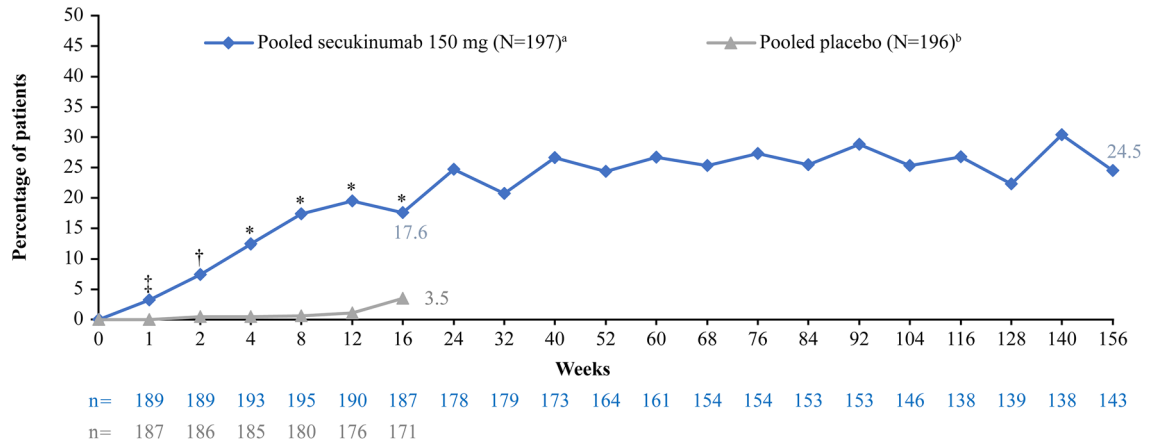 50
45
40
35
30
25
20
15
10
5
0
Percentage of patients
Pooled secukinumab 150 mg (N=197)ᵃ
Pooled placebo (N=196)ᵇ
‡
†
*
*
*
*
17.6
3.5
24.5
0 1 2 4 8 12 16 24 32 40 52 60 68 76 84 92 104 116 128 140 156
Weeks
n= 189 189 193 195 190 187 178 179 173 164 161 154 154 153 153 146 138 139 138 143
n= 187 186 185 180 176 171